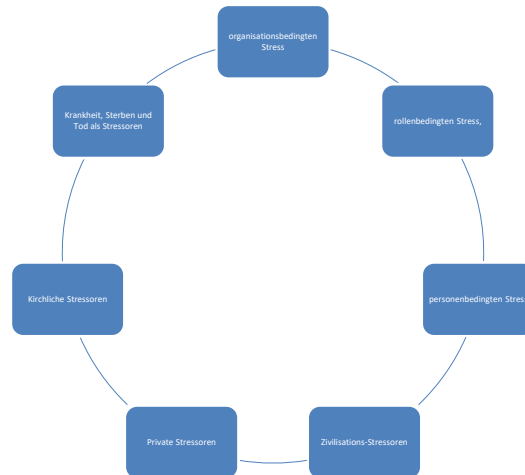 organisationsbedingten
Stress
rollenbedingten Stress,
personenbedingten Stres
Zivilisations-Stressoren
Private Stressoren
Kirchliche Stressoren
Krankheit, Sterben und
Tod als Stressoren